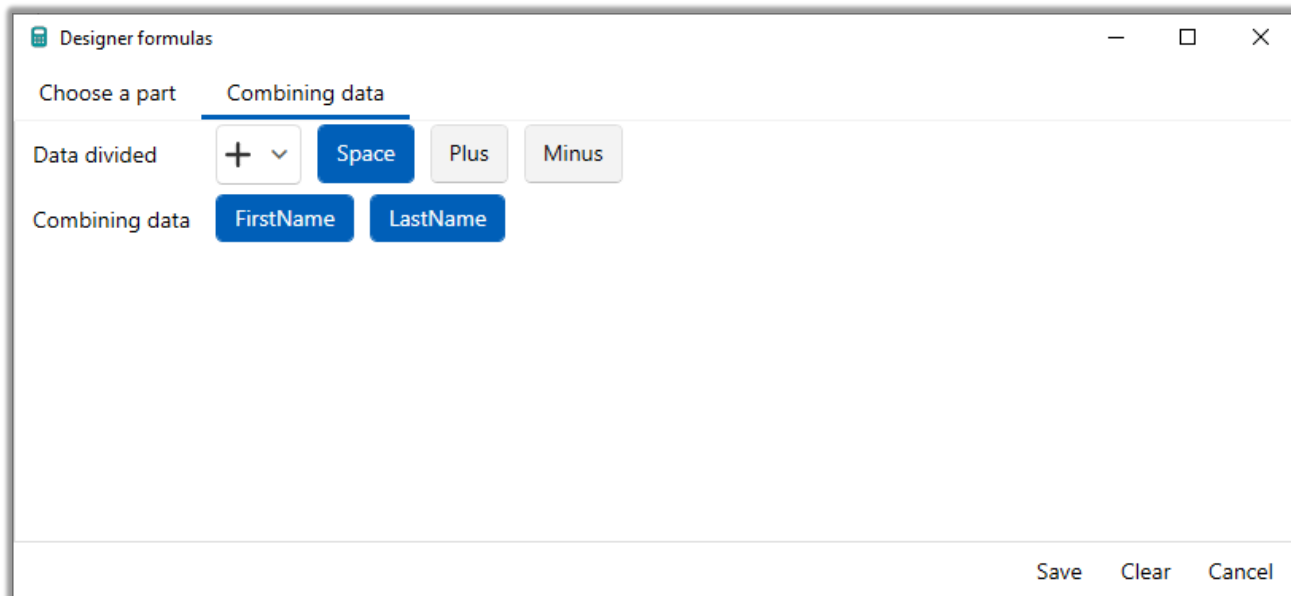 Designer formulas
Choose a part Combining data
Data divided Space Plus Minus
Combining data FirstName LastName
Save Clear Cancel